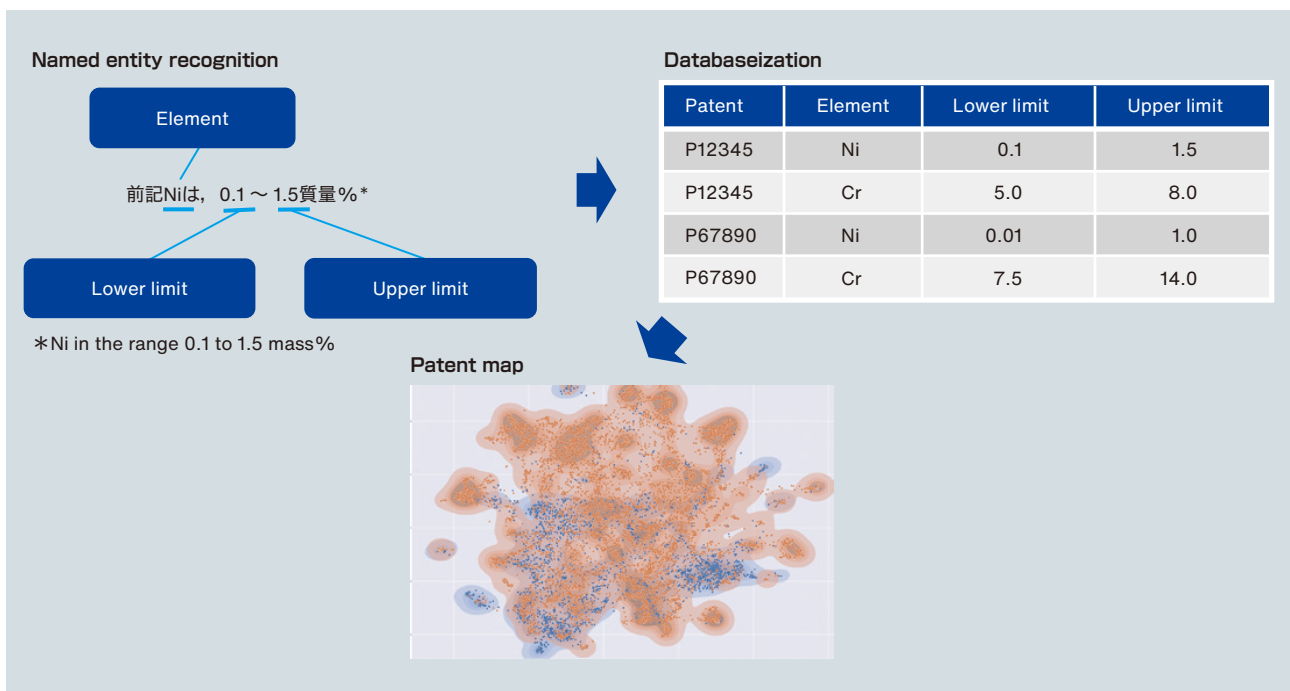 Named entity recognition
Element
前記Niは，0.1～1.5質量%*
Lower limit
Upper limit
＊Ni in the range 0.1 to 1.5 mass%
Databaseization
Patent Element Lower limit Upper limit
P12345 Ni 0.1 1.5
P12345 Cr 5.0 8.0
P67890 Ni 0.01 1.0
P67890 Cr 7.5 14.0
Patent map